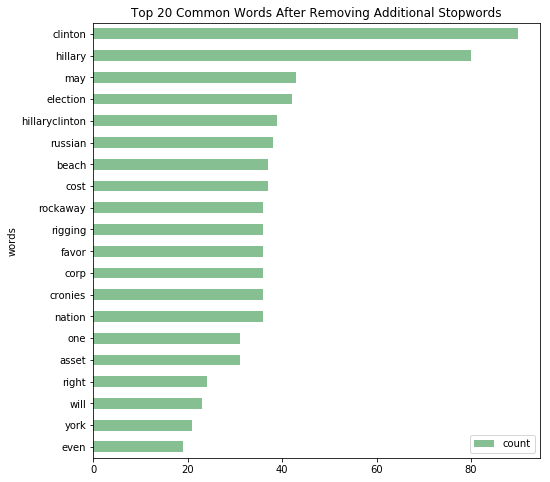 Top 20 Common Words After Removing Additional Stopwords
clinton
hillary
may
election
hillaryclinton
russian
beach
cost
rockaway
rigging
favor
corp
cronies
nation
one
asset
right
will
york
even
words
0 20 40 60 80
count